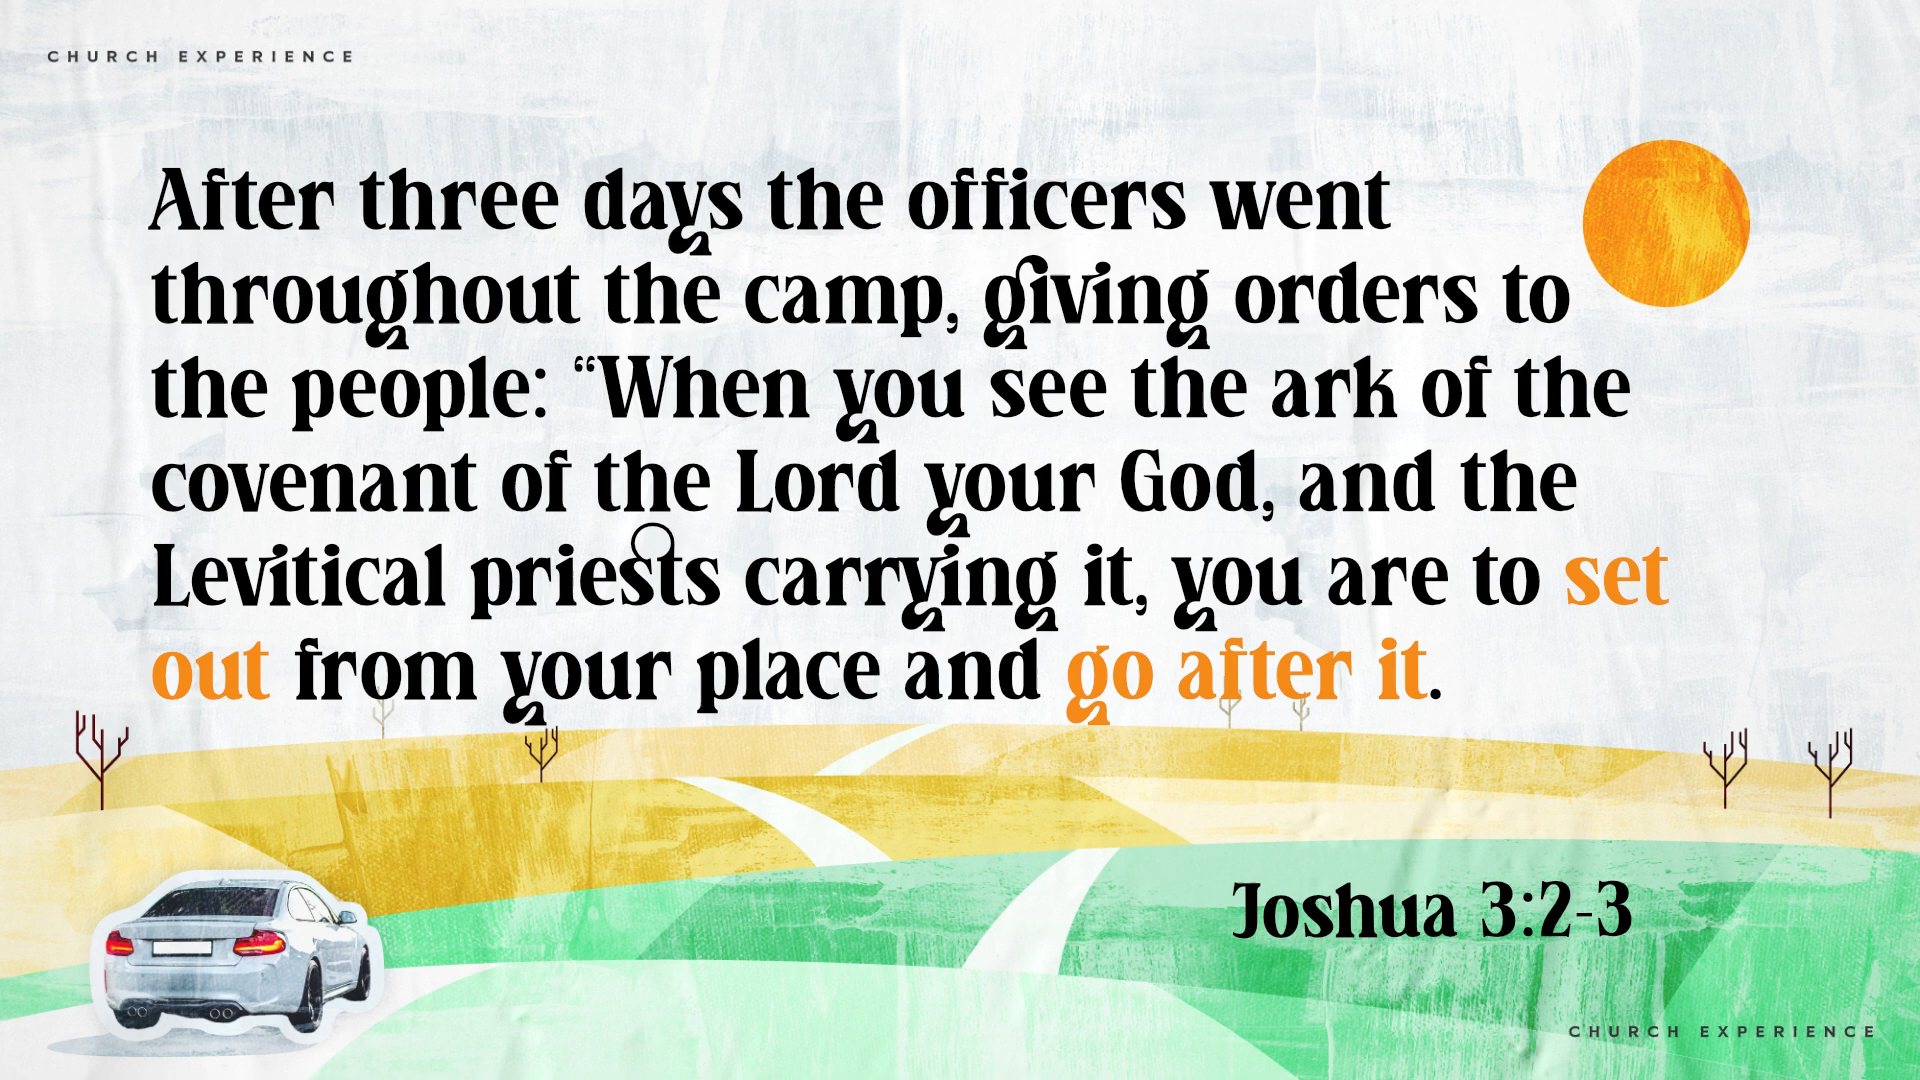 CHURCH EXPERIENCE
After three days the officers went
throughout the camp, giving orders to
the people: “When you see the ark of the
covenant of the Lord your God, and the
Levitical priests carrying it, you are to set
out from your place and go after it.
Joshua 3:2-3
CHURCH EXPERIENCE